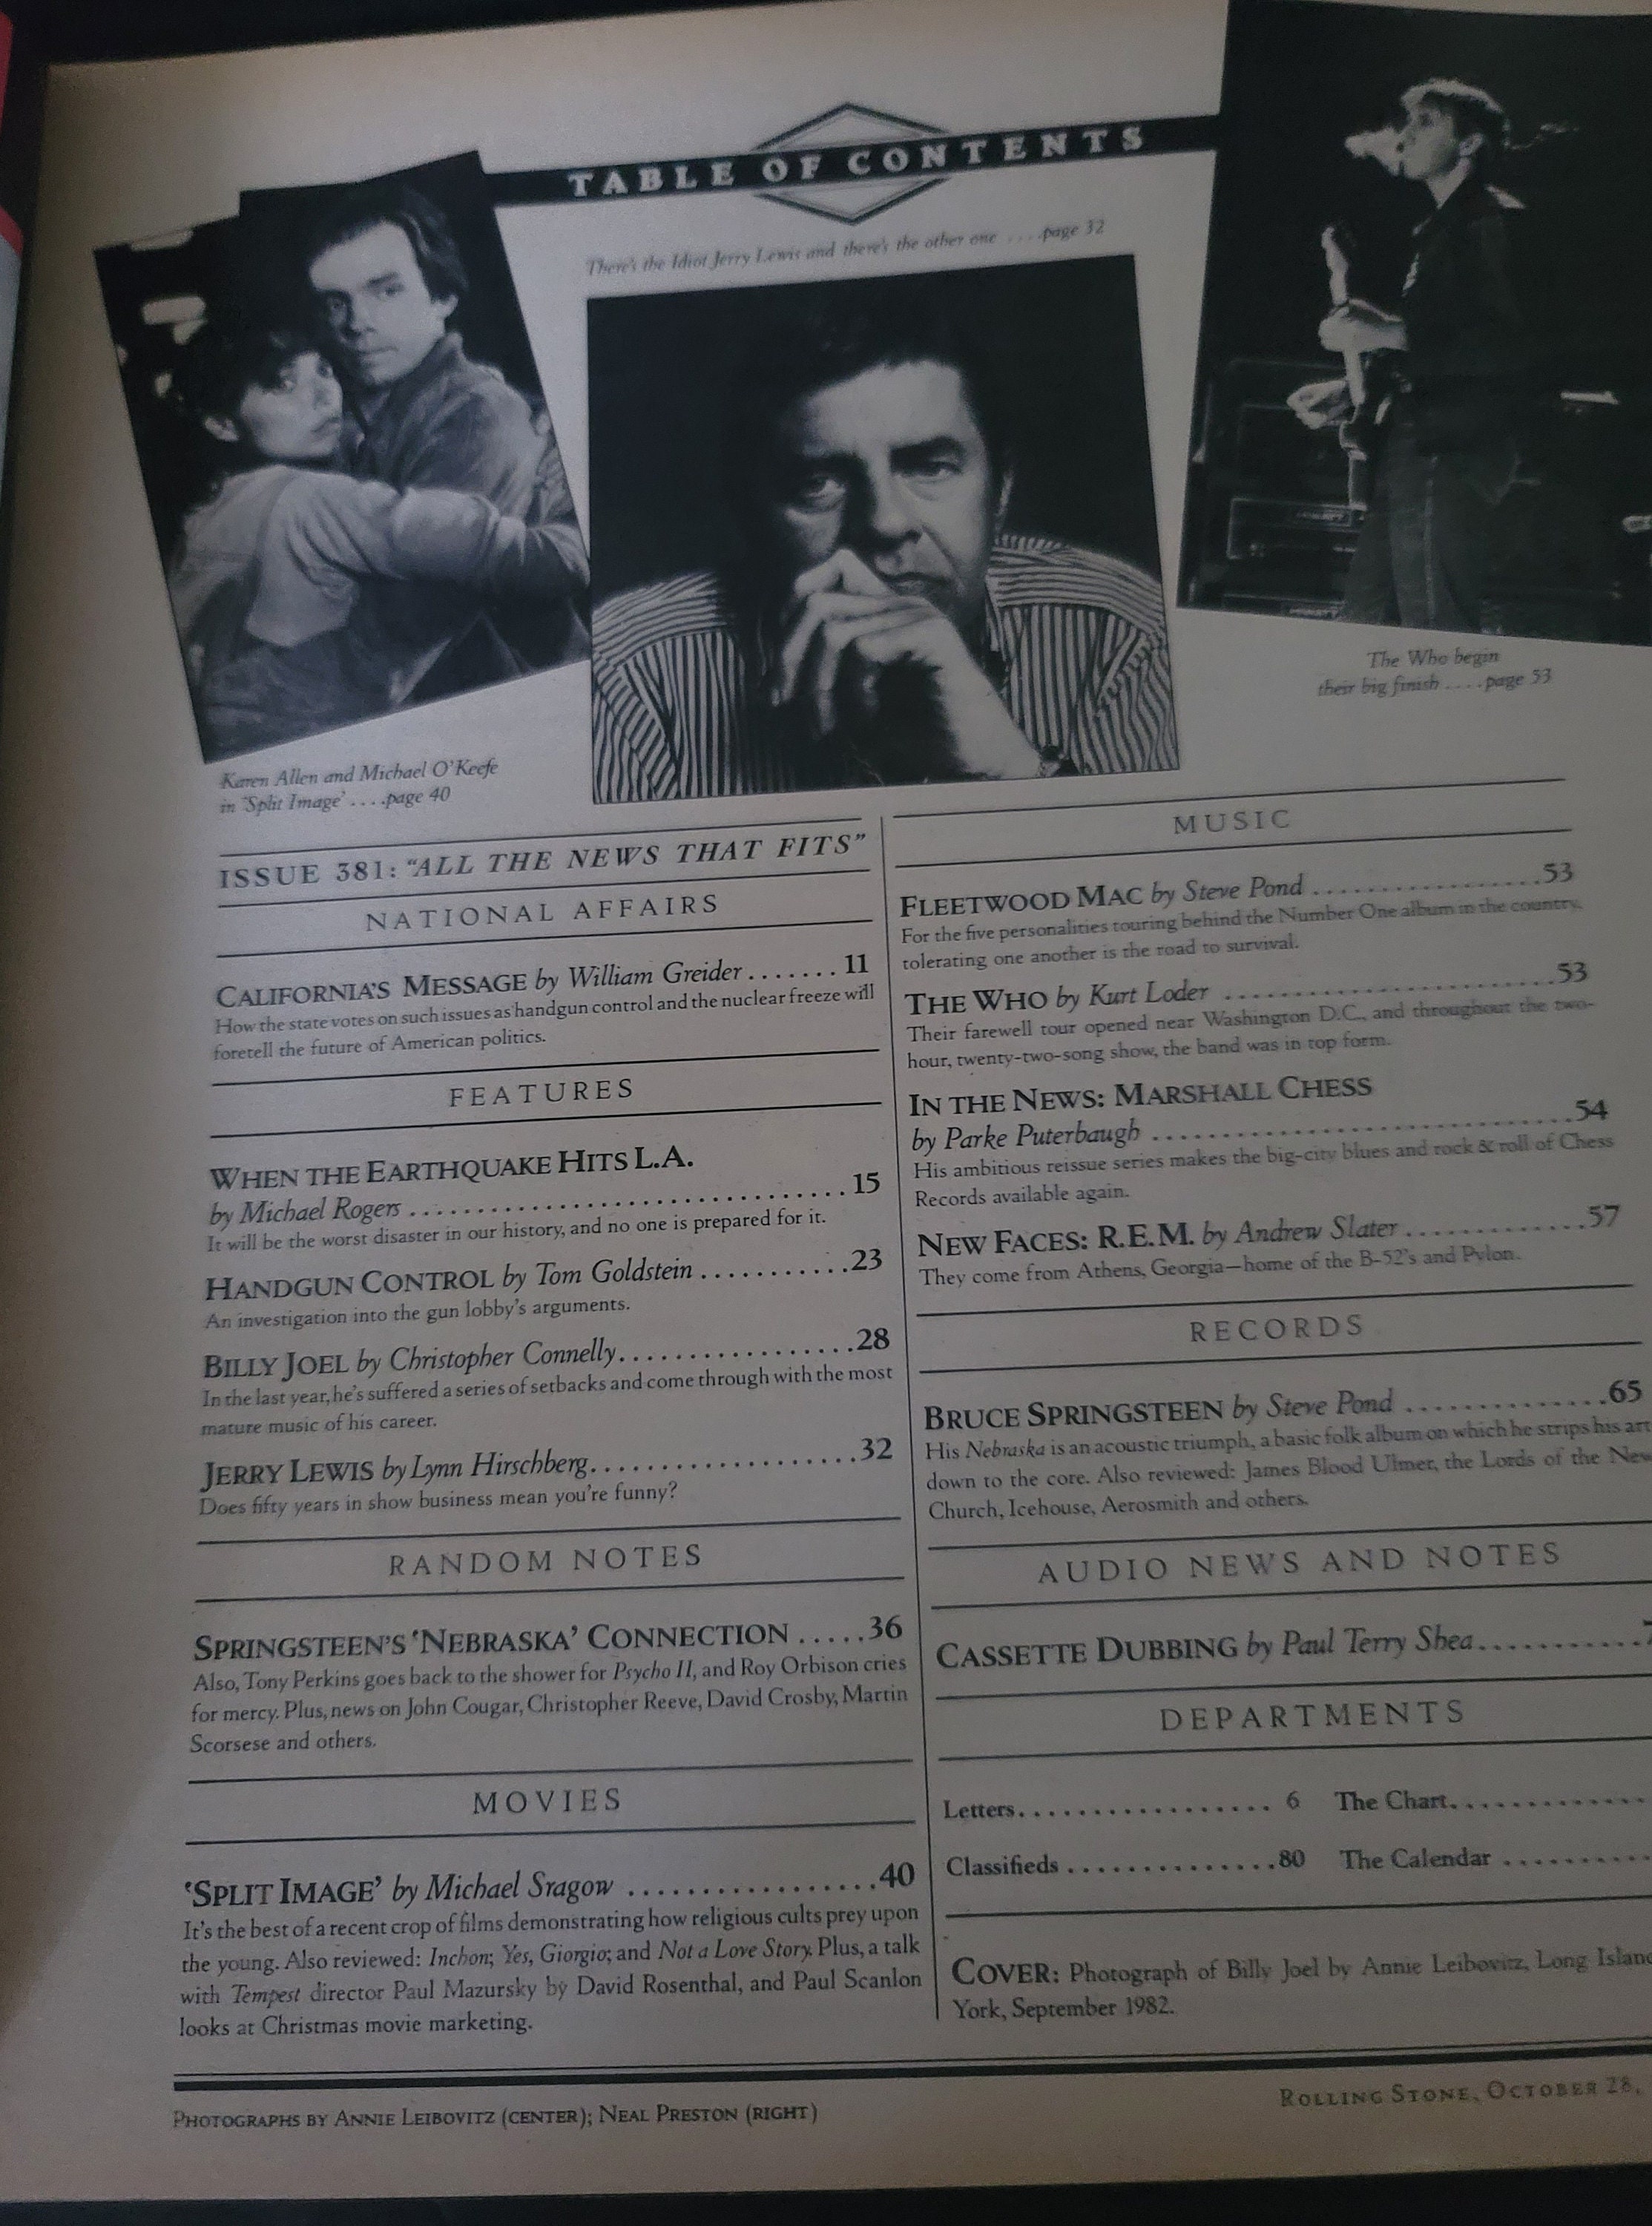 TABLE OF CONTENTS
There's the Idiot Jerry Lewis and there's the other one ....page 32
The Who begin
their big finish ....page 53
Karen Allen and Michael O'Keefe
in 'Split Image' ....page 40
ISSUE 381: "ALL THE NEWS THAT FITS"
NATIONAL AFFAIRS
CALIFORNIA'S MESSAGE by William Greider.......11
How the state votes on such issues as handgun control and the nuclear freeze will
foretell the future of American politics.
FEATURES
WHEN THE EARTHQUAKE HITS L.A.
by Michael Rogers ................................15
It will be the worst disaster in our history, and no one is prepared for it.
HANDGUN CONTROL by Tom Goldstein ...........23
An investigation into the gun lobby's arguments.
BILLY JOEL by Christopher Connelly.................28
In the last year, he's suffered a series of setbacks and come through with the most
mature music of his career.
JERRY LEWIS by Lynn Hirschberg....................32
Does fifty years in show business mean you're funny?
RANDOM NOTES
SPRINGSTEEN'S 'NEBRASKA' CONNECTION .....36
Also, Tony Perkins goes back to the shower for Psycho II, and Roy Orbison cries
for mercy. Plus, news on John Cougar, Christopher Reeve, David Crosby, Martin
Scorsese and others.
MOVIES
'SPLIT IMAGE' by Michael Sragow .................40
It's the best of a recent crop of films demonstrating how religious cults prey upon
the young. Also reviewed: Inchon; Yes, Giorgio; and Not a Love Story. Plus, a talk
with Tempest director Paul Mazursky by David Rosenthal, and Paul Scanlon
looks at Christmas movie marketing.
MUSIC
FLEETWOOD MAC by Steve Pond .................53
For the five personalities touring behind the Number One album in the country,
tolerating one another is the road to survival.
THE WHO by Kurt Loder .........................53
Their farewell tour opened near Washington D.C., and throughout the two-
hour, twenty-two-song show, the band was in top form.
IN THE NEWS: MARSHALL CHESS
by Parke Puterbaugh ..............................54
His ambitious reissue series makes the big-city blues and rock & roll of Chess
Records available again.
NEW FACES: R.E.M. by Andrew Slater .............57
They come from Athens, Georgia—home of the B-52's and Pylon.
RECORDS
BRUCE SPRINGSTEEN by Steve Pond ..............65
His Nebraska is an acoustic triumph, a basic folk album on which he strips his art
down to the core. Also reviewed: James Blood Ulmer, the Lords of the New
Church, Icehouse, Aerosmith and others.
AUDIO NEWS AND NOTES
CASSETTE DUBBING by Paul Terry Shea............7
DEPARTMENTS
Letters.................. 6 The Chart.............
Classifieds ...............80 The Calendar ..........
COVER: Photograph of Billy Joel by Annie Leibovitz, Long Island
York, September 1982.
PHOTOGRAPHS BY ANNIE LEIBOVITZ (CENTER); NEAL PRESTON (RIGHT)
ROLLING STONE, OCTOBER 28,